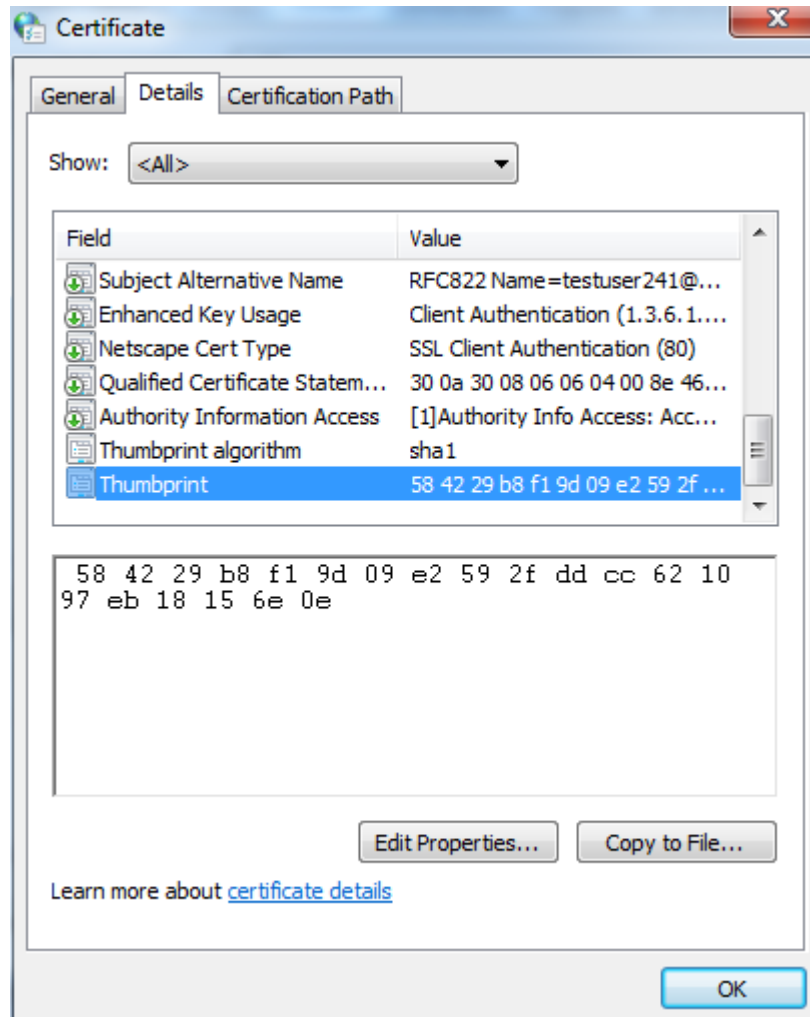 Certificate
General Details Certification Path
Show: <All>
Field Value
Subject Alternative Name RFC822 Name=testuser241@...
Enhanced Key Usage Client Authentication (1.3.6.1....
Netscape Cert Type SSL Client Authentication (80)
Qualified Certificate Statem... 30 0a 30 08 06 06 04 00 8e 46...
Authority Information Access [1]Authority Info Access: Acc...
Thumbprint algorithm sha1
Thumbprint 58 42 29 b8 f1 9d 09 e2 59 2f ...
58 42 29 b8 f1 9d 09 e2 59 2f dd cc 62 10
97 eb 18 15 6e 0e
Edit Properties... Copy to File...
Learn more about certificate details
OK